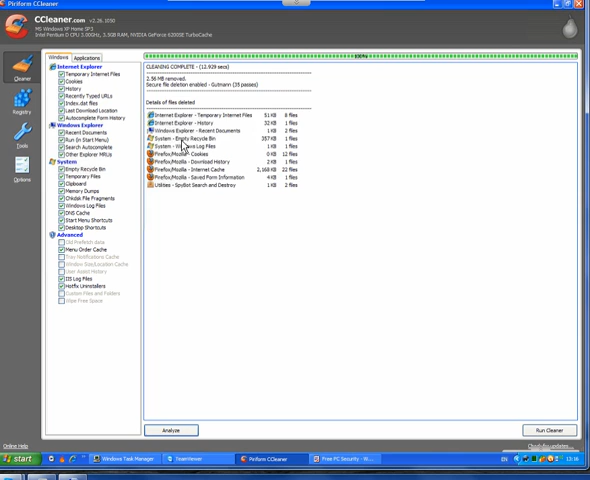 Piriform CCleaner
CCleaner.com v2.26.1050
MS Windows XP Home SP3
Intel Pentium D CPU 3.00GHz, 3.5GB RAM, NVIDIA GeForce 6200SE TurboCache
Cleaner
Registry
Tools
Options
Windows Applications
Internet Explorer
Temporary Internet Files
Cookies
History
Recently Typed URLs
Index.dat files
Last Download Location
Autocomplete Form History
Windows Explorer
Recent Documents
Run (in Start Menu)
Search Autocomplete
Other Explorer MRUs
System
Empty Recycle Bin
Temporary Files
Clipboard
Memory Dumps
Chkdsk File Fragments
Windows Log Files
DNS Cache
Start Menu Shortcuts
Desktop Shortcuts
Advanced
Old Prefetch data
Menu Order Cache
Tray Notifications Cache
Window Size/Location Cache
User Assist History
IIS Log Files
Hotfix Uninstallers
Custom Files and Folders
Wipe Free Space
100%
CLEANING COMPLETE - (12.929 secs)
2.56 MB removed.
Secure file deletion enabled - Gutmann (35 passes)
Details of files deleted
Internet Explorer - Temporary Internet Files 51 KB 8 files
Internet Explorer - History 32 KB 1 files
Windows Explorer - Recent Documents 1 KB 2 files
System - Empty Recycle Bin 357 KB 1 files
System - Windows Log Files 1 KB 1 files
Firefox/Mozilla - Cookies 0 KB 12 files
Firefox/Mozilla - Download History 2 KB 1 files
Firefox/Mozilla - Internet Cache 2,168 KB 22 files
Firefox/Mozilla - Saved Form Information 4 KB 1 files
Utilities - SpyBot Search and Destroy 1 KB 2 files
Analyze
Run Cleaner
Online Help
Check for updates...
start Windows Task Manager TeamViewer Piriform CCleaner Free PC Security - W... EN 12:16